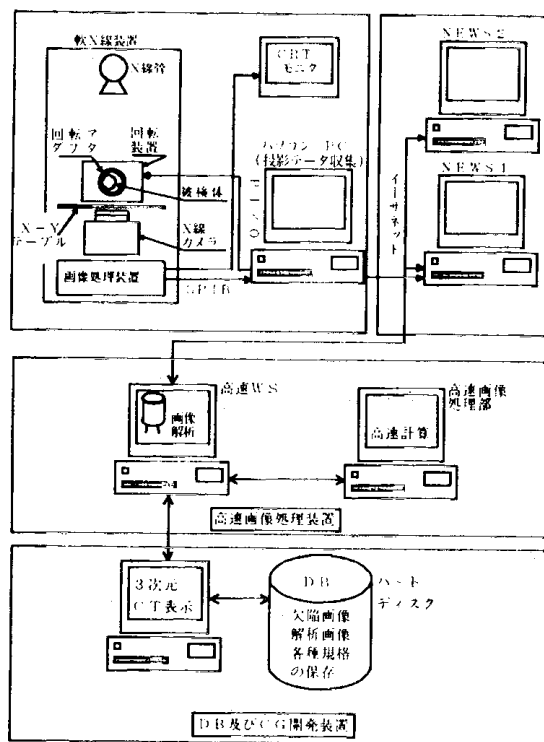 軟X線装置
X線管
回転ア
ダプタ
回転
装置
被検体
X-Y
テーブル
X線
カメラ
画像処理装置
GPIB
CRT
モニタ
パソコン PC
(投影データ収集)
PIO
NEWS2
イーサネット
NEWS1
高速WS
画像
解析
高速画像
処理部
高速計算
高速画像処理装置
3次元
CT表示
DB
欠陥画像
解析画像
各種規格
の保存
ハード
ディスク
DB及びCG開発装置